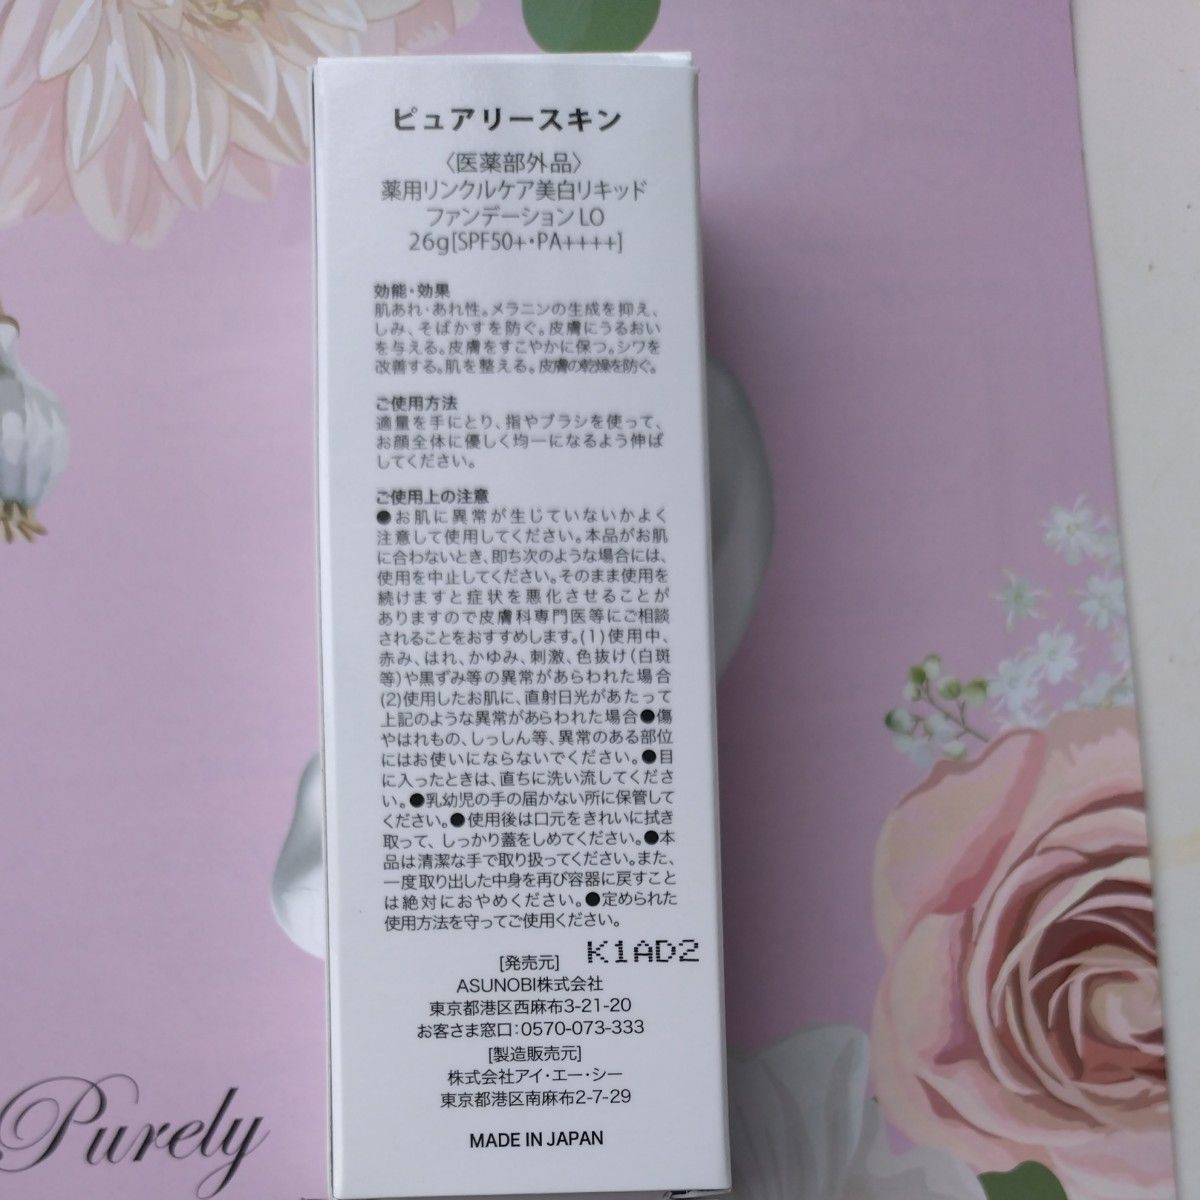 ピュアリースキン
〈医薬部外品〉
薬用リンクルケア美白リキッド
ファンデーション LO
26g[SPF50+・PA++++]
効能・効果
肌あれ・あれ性。メラニンの生成を抑え、
しみ、そばかすを防ぐ。皮膚にうるおい
を与える。皮膚をすこやかに保つ。シワを
改善する。肌を整える。皮膚の乾燥を防ぐ。
ご使用方法
適量を手にとり、指やブラシを使って、
お顔全体に優しく均一になるよう伸ば
してください。
ご使用上の注意
●お肌に異常が生じていないかよく
注意して使用してください。本品がお肌
に合わないとき、即ち次のような場合には、
使用を中止してください。そのまま使用を
続けますと症状を悪化させることが
ありますので皮膚科専門医等にご相談
されることをおすすめします。(1)使用中、
赤み、はれ、かゆみ、刺激、色抜け(白斑
等)や黒ずみ等の異常があらわれた場合
(2)使用したお肌に、直射日光があたって
上記のような異常があらわれた場合●傷
やはれもの、しっしん等、異常のある部位
にはお使いにならないでください。●目
に入ったときは、直ちに洗い流してくださ
い。●乳幼児の手の届かない所に保管して
ください。●使用後は口元をきれいに拭き
取って、しっかり蓋をしめてください。●本
品は清潔な手で取り扱ってください。また、
一度取り出した中身を再び容器に戻すこと
は絶対におやめください。●定められた
使用方法を守ってご使用ください。
K1AD2
[発売元]
ASUNOBI株式会社
東京都港区西麻布3-21-20
お客さま窓口：0570-073-333
[製造販売元]
株式会社アイ・エー・シー
東京都港区南麻布2-7-29
MADE IN JAPAN
Purely